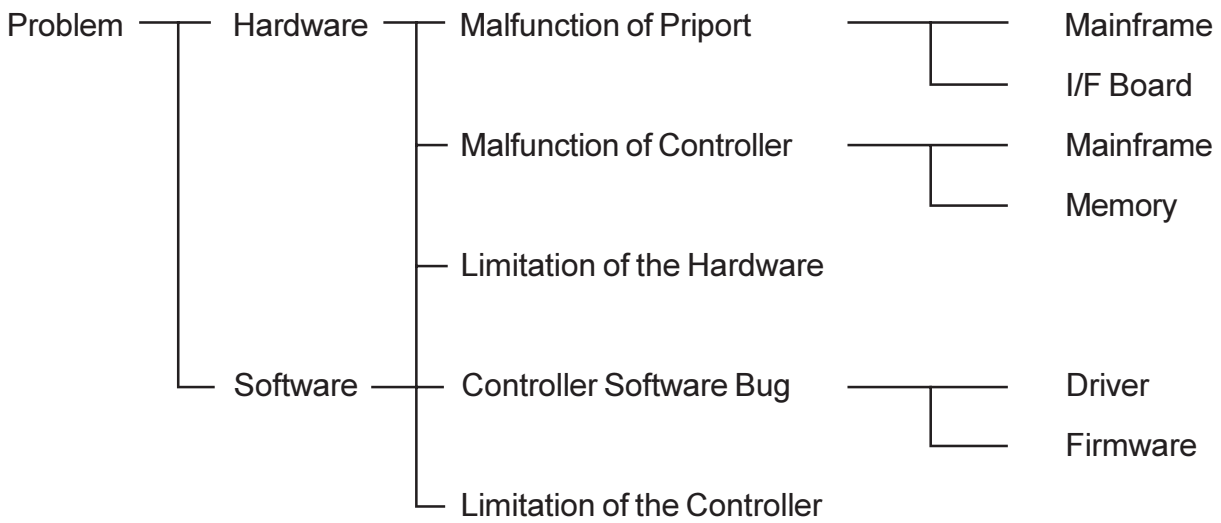 Problem Hardware Malfunction of Priport Mainframe
I/F Board
Malfunction of Controller Mainframe
Memory
Limitation of the Hardware
Software Controller Software Bug Driver
Firmware
Limitation of the Controller